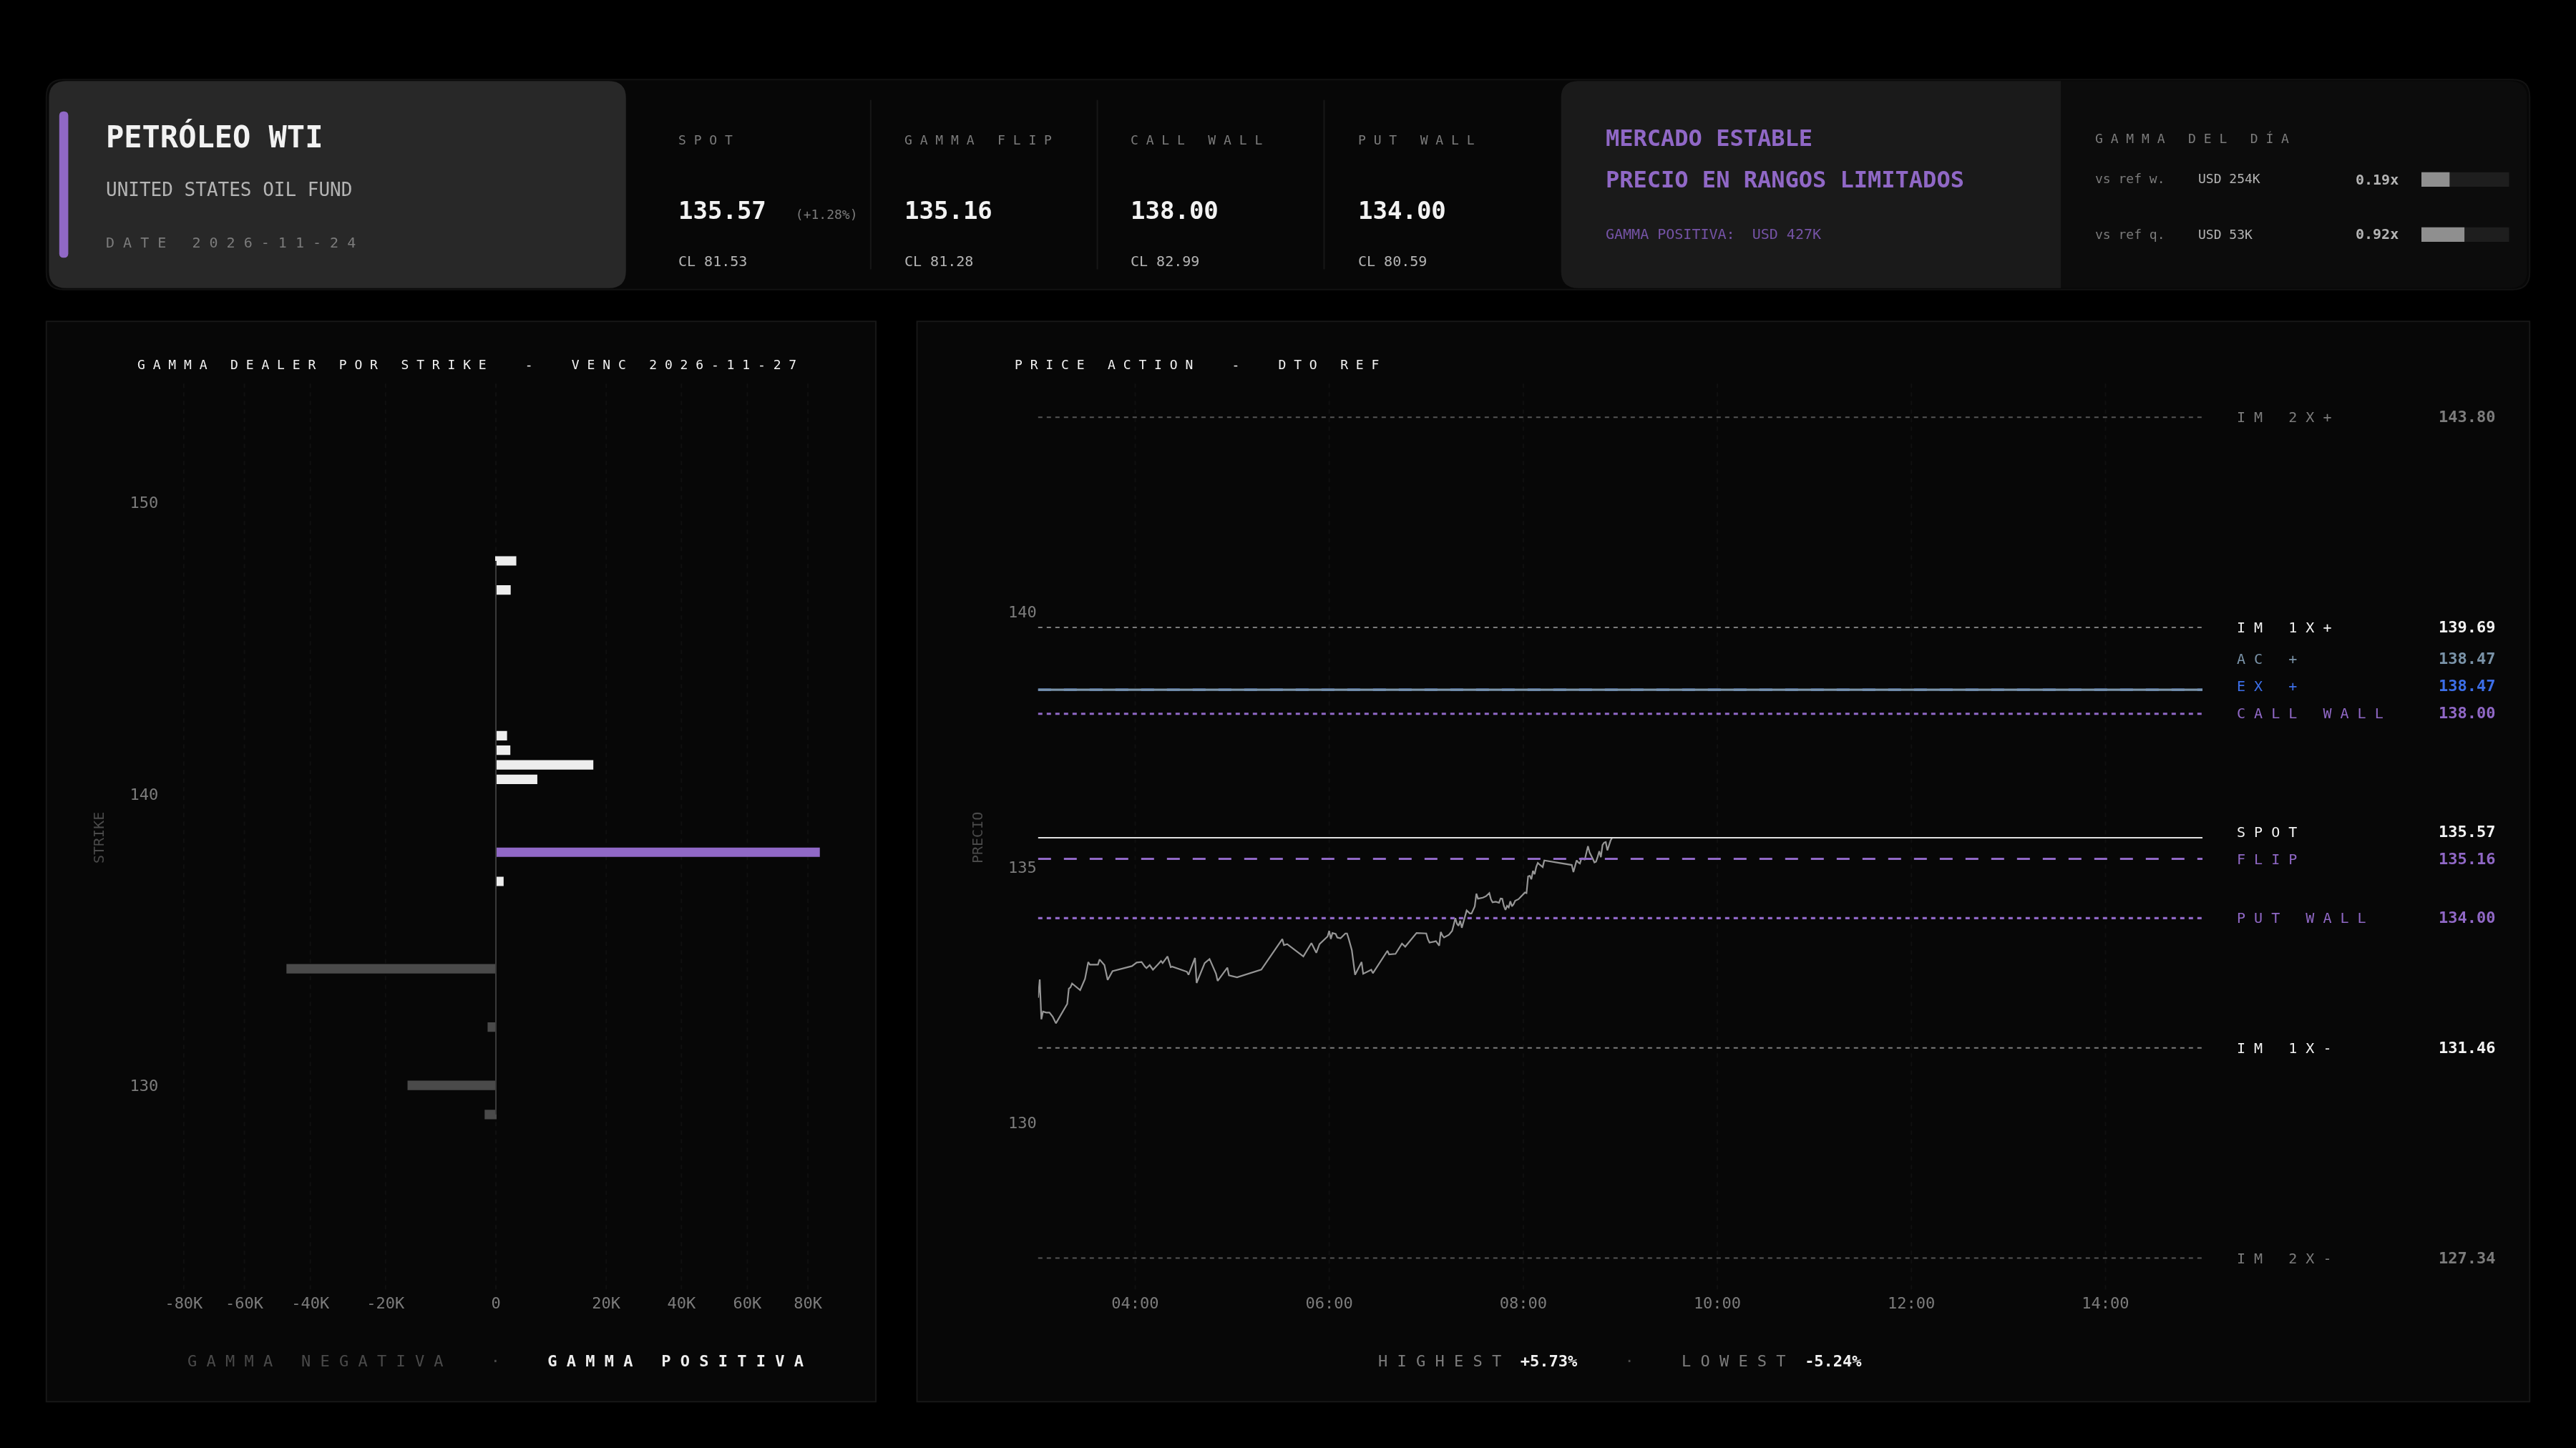 PETRÓLEO WTI
UNITED STATES OIL FUND
DATE 2026-11-24
SPOT
135.57 (+1.28%)
CL 81.53
GAMMA FLIP
135.16
CL 81.28
CALL WALL
138.00
CL 82.99
PUT WALL
134.00
CL 80.59
MERCADO ESTABLE
PRECIO EN RANGOS LIMITADOS
GAMMA POSITIVA: USD 427K
GAMMA DEL DÍA
vs ref w. USD 254K 0.19x
vs ref q. USD 53K 0.92x
GAMMA DEALER POR STRIKE - VENC 2026-11-27
150
140
130
STRIKE
-80K -60K -40K -20K 0 20K 40K 60K 80K
GAMMA NEGATIVA · GAMMA POSITIVA
PRICE ACTION - DTO REF
140
135
130
PRECIO
IM 2X+ 143.80
IM 1X+ 139.69
AC + 138.47
EX + 138.47
CALL WALL 138.00
SPOT 135.57
FLIP 135.16
PUT WALL 134.00
IM 1X- 131.46
IM 2X- 127.34
04:00 06:00 08:00 10:00 12:00 14:00
HIGHEST +5.73% · LOWEST -5.24%